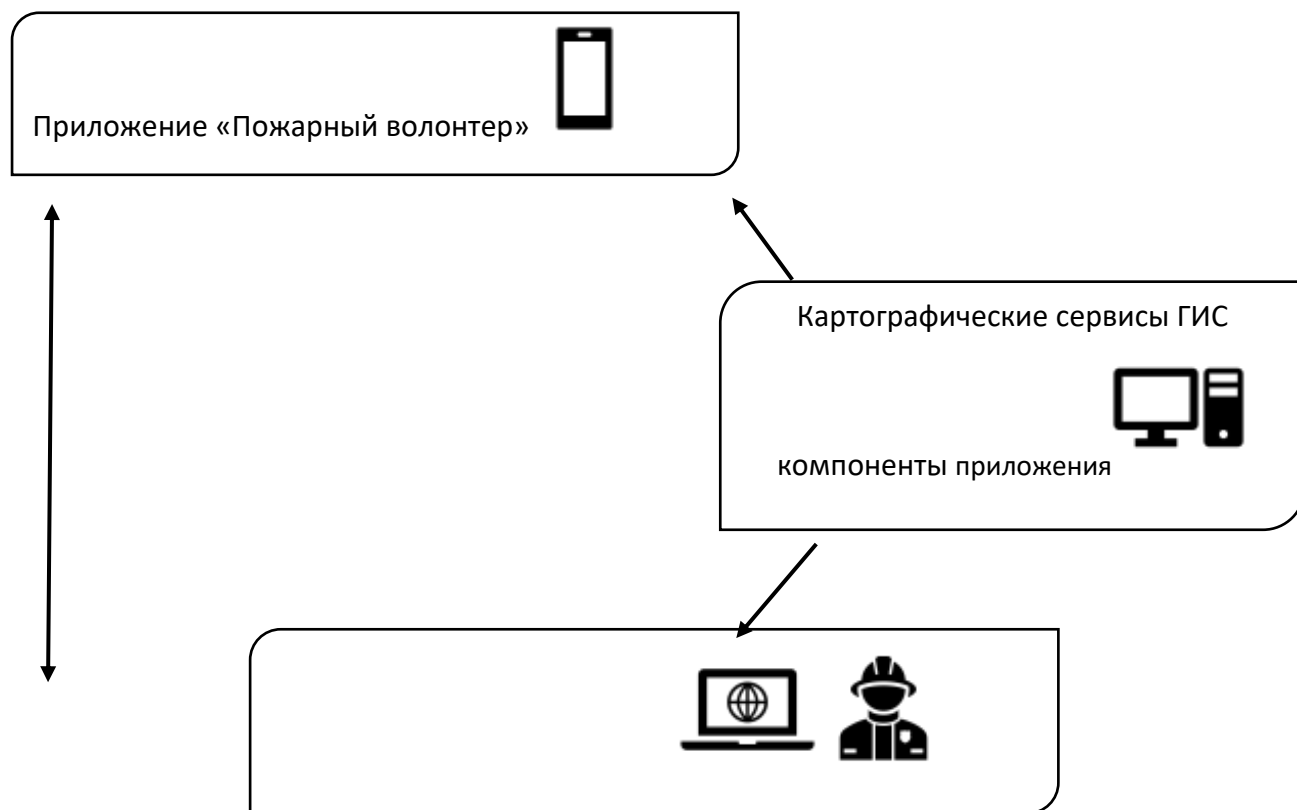 Приложение «Пожарный волонтер»
Картографические сервисы ГИС
компоненты приложения